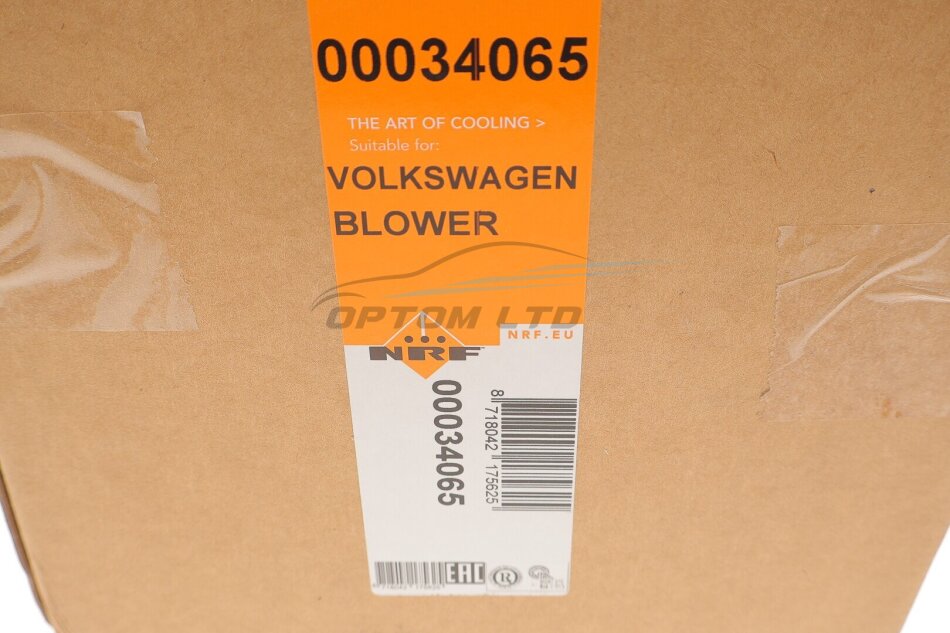 00034065
THE ART OF COOLING >
Suitable for:
VOLKSWAGEN
BLOWER
OPTOM LTD
NRF.EU
NRF
00034065
8 718042 175625
EAC
R